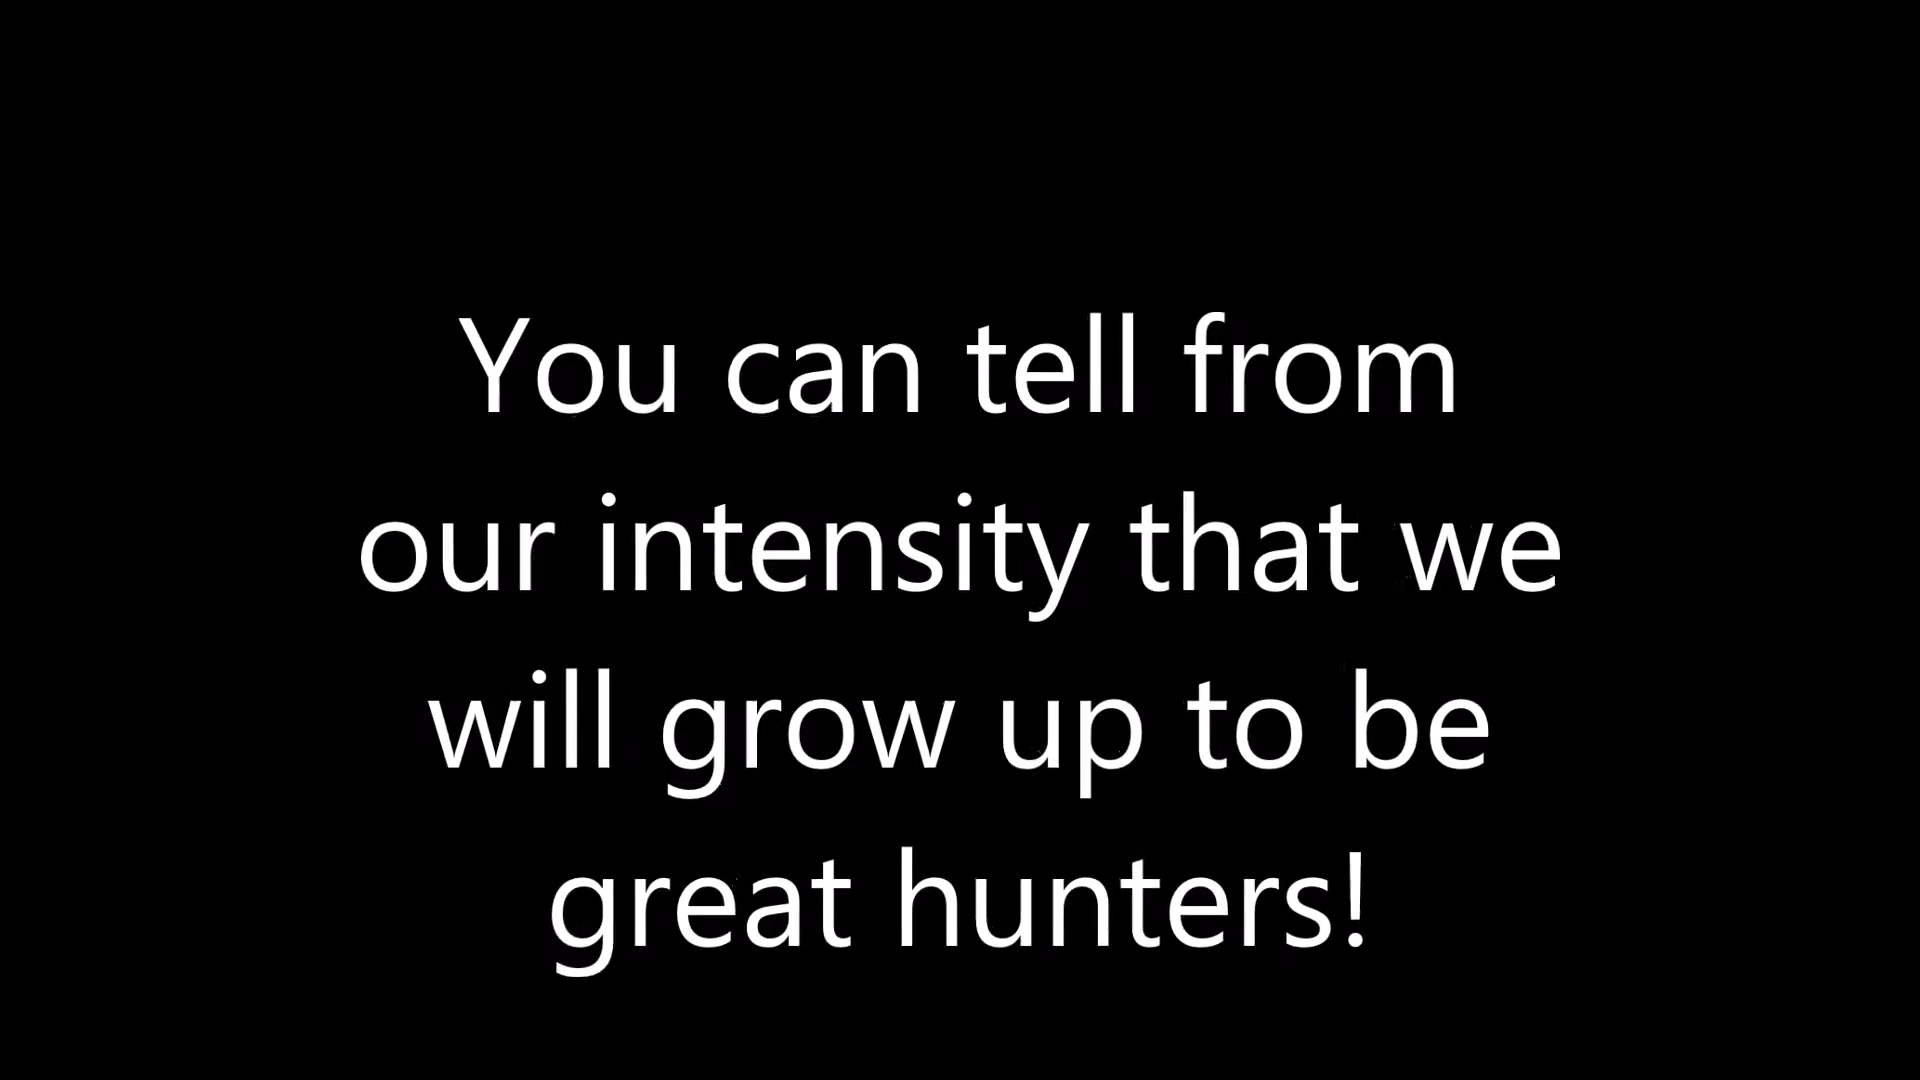 You can tell from
our intensity that we
will grow up to be
great hunters!